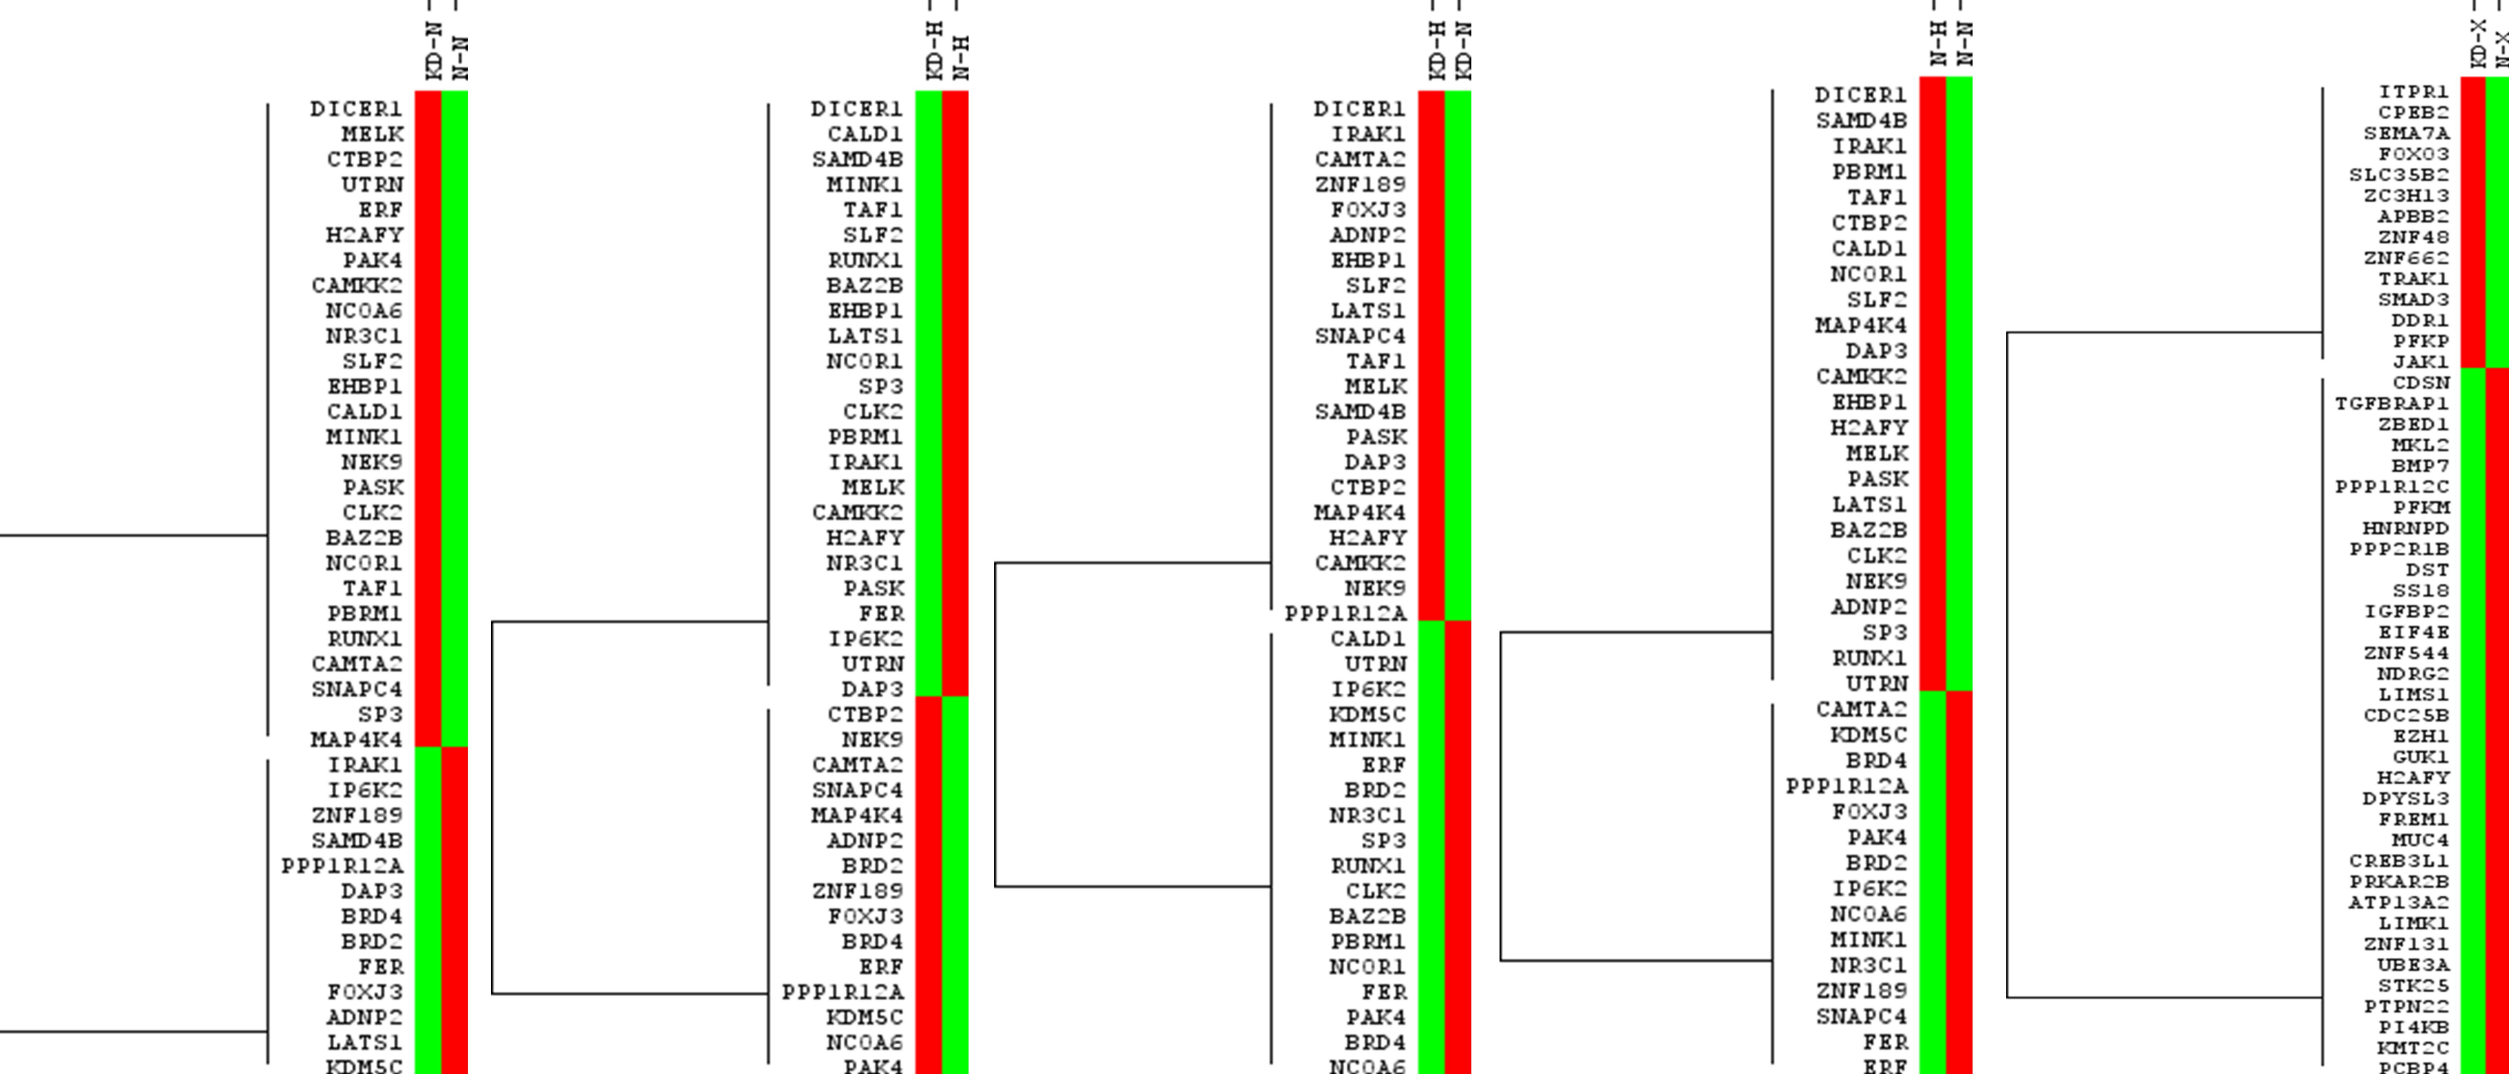 KD-N
N-N
DICER1
MELK
CTBP2
UTRN
ERF
H2AFY
PAK4
CAMKK2
NCOA6
NR3C1
SLF2
EHBP1
CALD1
MINK1
NEK9
PASK
CLK2
BAZ2B
NCOR1
TAF1
PBRM1
RUNX1
CAMTA2
SNAPC4
SP3
MAP4K4
IRAK1
IP6K2
ZNF189
SAMD4B
PPP1R12A
DAP3
BRD4
BRD2
FER
FOXJ3
ADNP2
LATS1
KDM5C
KD-H
N-H
DICER1
CALD1
SAMD4B
MINK1
TAF1
SLF2
RUNX1
BAZ2B
EHBP1
LATS1
NCOR1
SP3
CLK2
PBRM1
IRAK1
MELK
CAMKK2
H2AFY
NR3C1
PASK
FER
IP6K2
UTRN
DAP3
CTBP2
NEK9
CAMTA2
SNAPC4
MAP4K4
ADNP2
BRD2
ZNF189
FOXJ3
BRD4
ERF
PPP1R12A
KDM5C
NCOA6
PAK4
KD-H
KD-N
DICER1
IRAK1
CAMTA2
ZNF189
FOXJ3
ADNP2
EHBP1
SLF2
LATS1
SNAPC4
TAF1
MELK
SAMD4B
PASK
DAP3
CTBP2
MAP4K4
H2AFY
CAMKK2
NEK9
PPP1R12A
CALD1
UTRN
IP6K2
KDM5C
MINK1
ERF
BRD2
NR3C1
SP3
RUNX1
CLK2
BAZ2B
PBRM1
NCOR1
FER
PAK4
BRD4
NCOA6
N-H
N-N
DICER1
SAMD4B
IRAK1
PBRM1
TAF1
CTBP2
CALD1
NCOR1
SLF2
MAP4K4
DAP3
CAMKK2
EHBP1
H2AFY
MELK
PASK
LATS1
BAZ2B
CLK2
NEK9
ADNP2
SP3
RUNX1
UTRN
CAMTA2
KDM5C
BRD4
PPP1R12A
FOXJ3
PAK4
BRD2
IP6K2
NCOA6
MINK1
NR3C1
ZNF189
SNAPC4
FER
ERF
KD-X
N-X
ITPR1
CPEB2
SEMA7A
FOXO3
SLC35B2
ZC3H13
APBB2
ZNF48
ZNF662
TRAK1
SMAD3
DDR1
PFKP
JAK1
CDSN
TGFBRAP1
ZBED1
MKL2
BMP7
PPP1R12C
PFKM
HNRNPD
PPP2R1B
DST
SS18
IGFBP2
EIF4E
ZNF544
NDRG2
LIMS1
CDC25B
EZH1
GUK1
H2AFY
DPYSL3
FREM1
MUC4
CREB3L1
PRKAR2B
ATP13A2
LIMK1
ZNF131
UBE3A
STK25
PTPN22
PI4KB
KMT2C
PCBP4